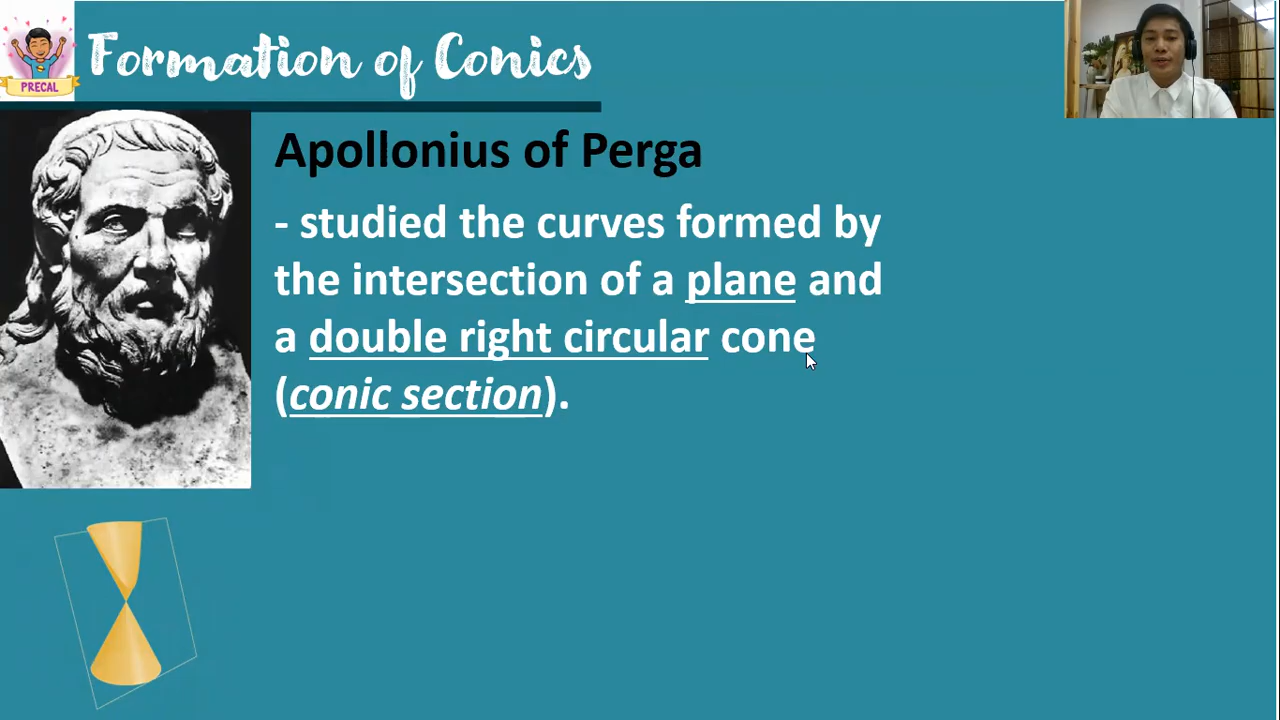 Formation of Conics
PRECAL
Apollonius of Perga
- studied the curves formed by
the intersection of a plane and
a double right circular cone
(conic section).